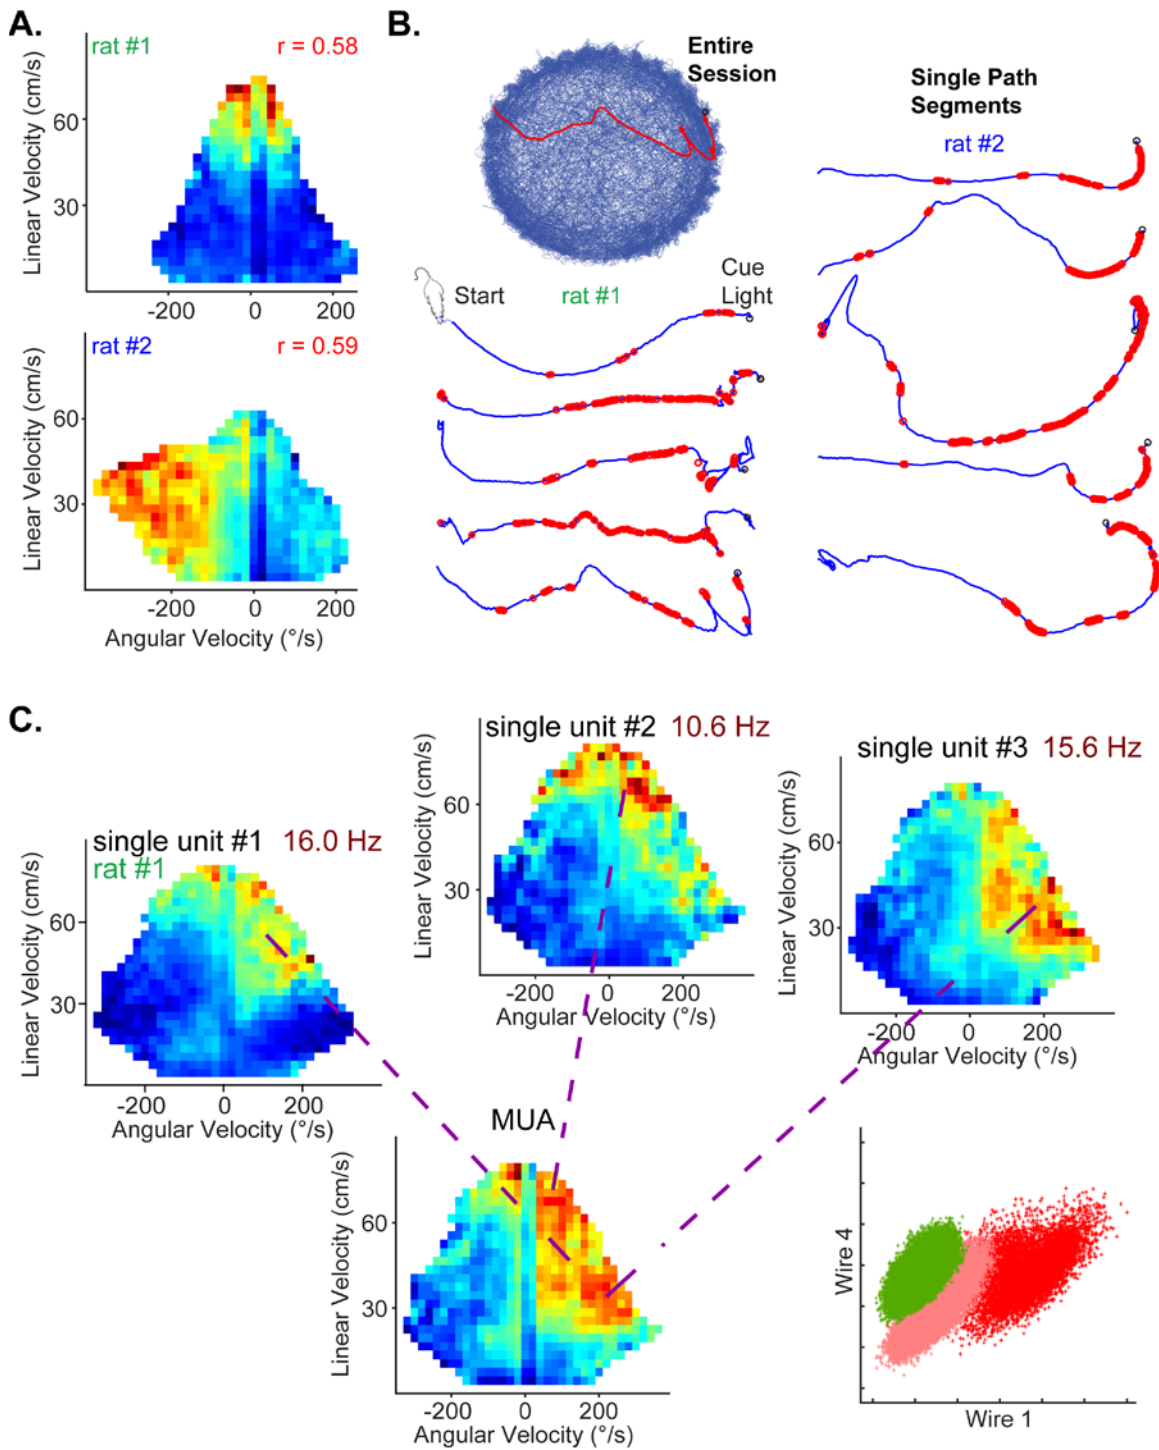 A.
rat #1 r = 0.58
Linear Velocity (cm/s)
60
30
-200 0 200
rat #2 r = 0.59
Linear Velocity (cm/s)
60
30
-200 0 200
Angular Velocity (°/s)
B.
Entire
Session
Start rat #1 Cue
Light
Single Path
Segments
rat #2
C.
single unit #1 16.0 Hz
rat #1
Linear Velocity (cm/s)
60
30
-200 0 200
Angular Velocity (°/s)
single unit #2 10.6 Hz
Linear Velocity (cm/s)
60
30
-200 0 200
Angular Velocity (°/s)
single unit #3 15.6 Hz
Linear Velocity (cm/s)
60
30
-200 0 200
Angular Velocity (°/s)
MUA
Linear Velocity (cm/s)
60
30
-200 0 200
Angular Velocity (°/s)
Wire 4
Wire 1